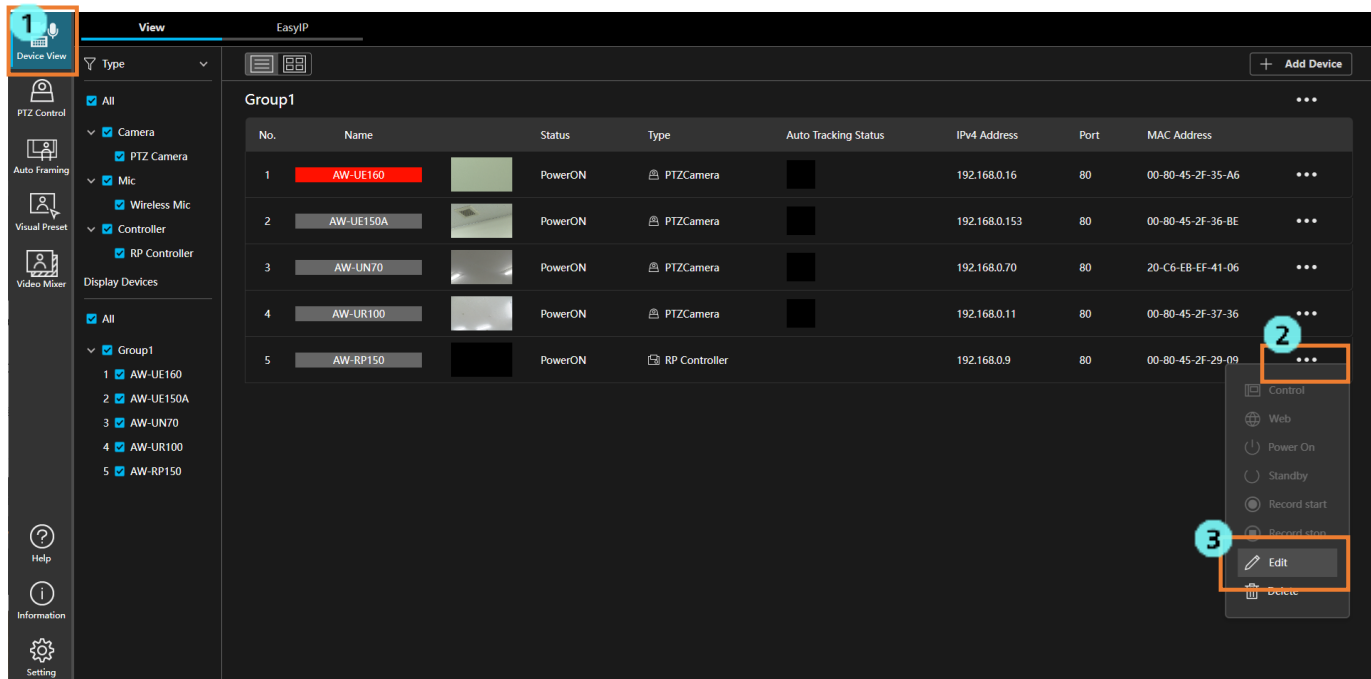 1
Device View
PTZ Control
Auto Framing
Visual Preset
Video Mixer
Help
Information
Setting
View
EasyIP
Type
All
Camera
PTZ Camera
Mic
Wireless Mic
Controller
RP Controller
Display Devices
All
Group1
1 AW-UE160
2 AW-UE150A
3 AW-UN70
4 AW-UR100
5 AW-RP150
+ Add Device
Group1
No. Name Status Type Auto Tracking Status IPv4 Address Port MAC Address
1 AW-UE160 PowerON PTZCamera 192.168.0.16 80 00-80-45-2F-35-A6
2 AW-UE150A PowerON PTZCamera 192.168.0.153 80 00-80-45-2F-36-BE
3 AW-UN70 PowerON PTZCamera 192.168.0.70 80 20-C6-EB-EF-41-06
4 AW-UR100 PowerON PTZCamera 192.168.0.11 80 00-80-45-2F-37-36
5 AW-RP150 PowerON RP Controller 192.168.0.9 80 00-80-45-2F-29-09
2
Control
Web
Power On
Standby
Record start
Record stop
3
Edit
Delete